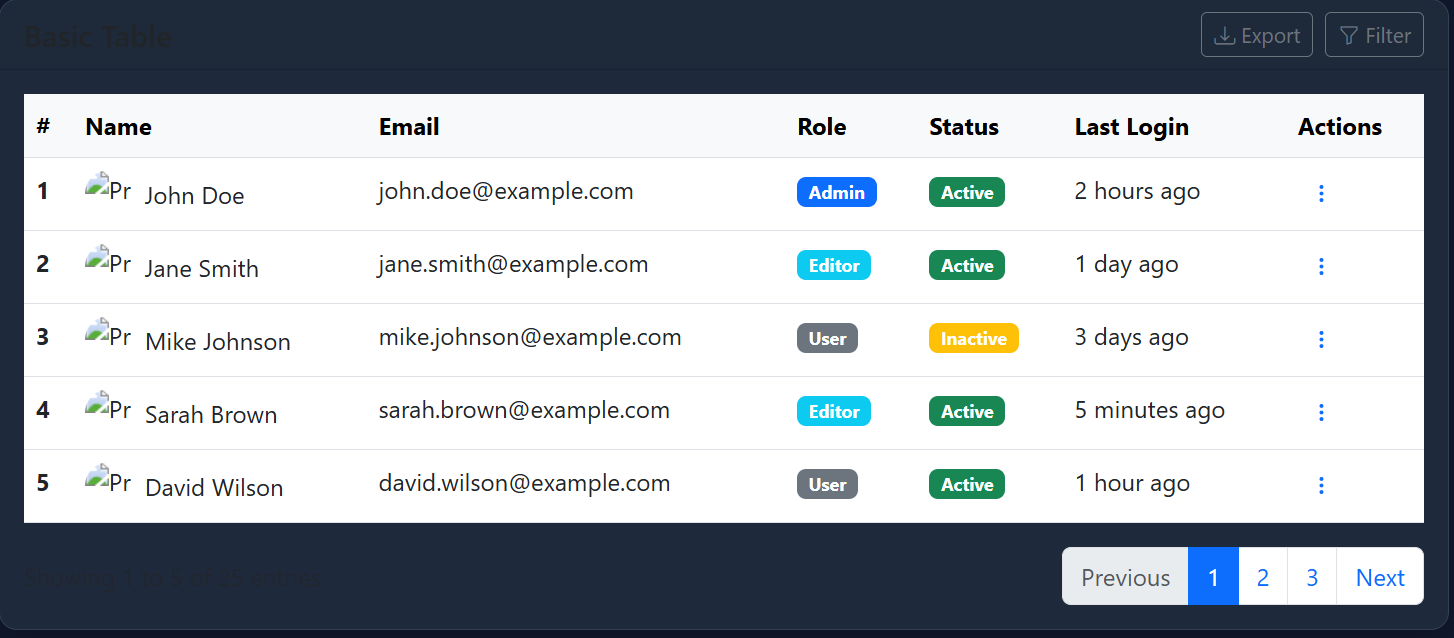 Basic Table
Export Filter
# Name Email Role Status Last Login Actions
1 Pr John Doe john.doe@example.com Admin Active 2 hours ago
2 Pr Jane Smith jane.smith@example.com Editor Active 1 day ago
3 Pr Mike Johnson mike.johnson@example.com User Inactive 3 days ago
4 Pr Sarah Brown sarah.brown@example.com Editor Active 5 minutes ago
5 Pr David Wilson david.wilson@example.com User Active 1 hour ago
Showing 1 to 5 of 25 entries
Previous 1 2 3 Next